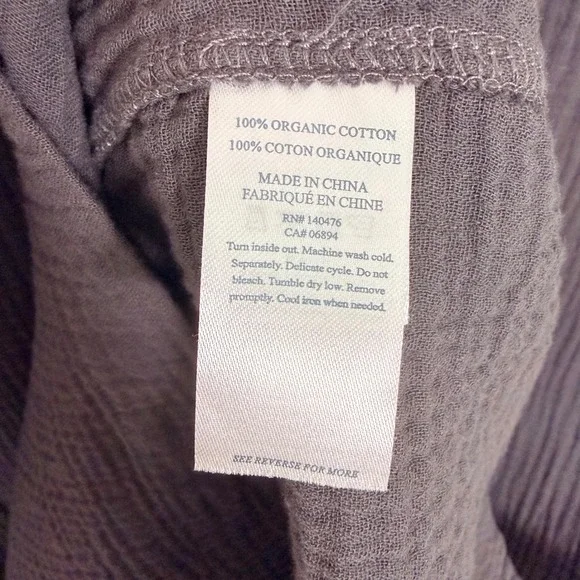 100% ORGANIC COTTON
100% COTON ORGANIQUE
MADE IN CHINA
FABRIQUÉ EN CHINE
RN# 140476
CA# 06894
Turn inside out. Machine wash cold.
Separately. Delicate cycle. Do not
bleach. Tumble dry low. Remove
promptly. Cool iron when needed.
SEE REVERSE FOR MORE